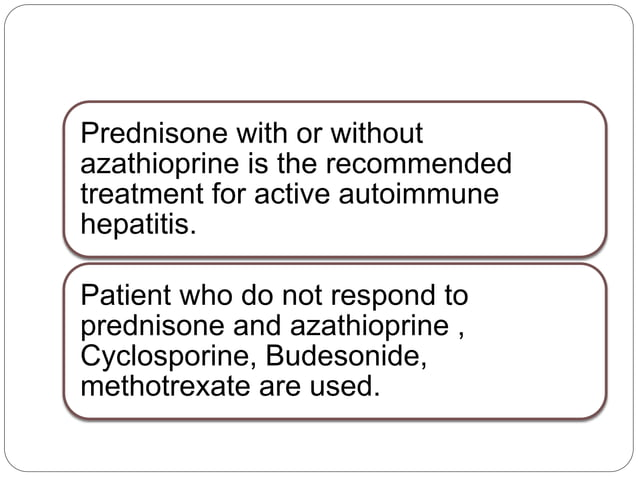 Prednisone with or without
azathioprine is the recommended
treatment for active autoimmune
hepatitis.
Patient who do not respond to
prednisone and azathioprine ,
Cyclosporine, Budesonide,
methotrexate are used.